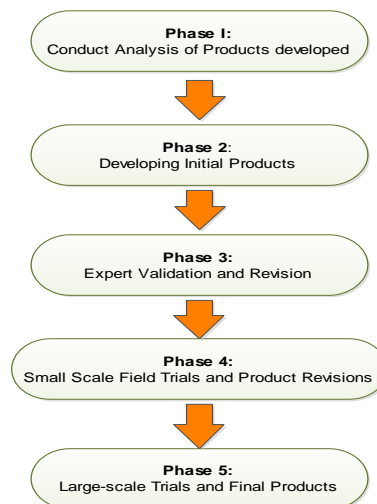 Phase I:
Conduct Analysis of Products developed
Phase 2:
Developing Initial Products
Phase 3:
Expert Validation and Revision
Phase 4:
Small Scale Field Trials and Product Revisions
Phase 5:
Large-scale Trials and Final Products